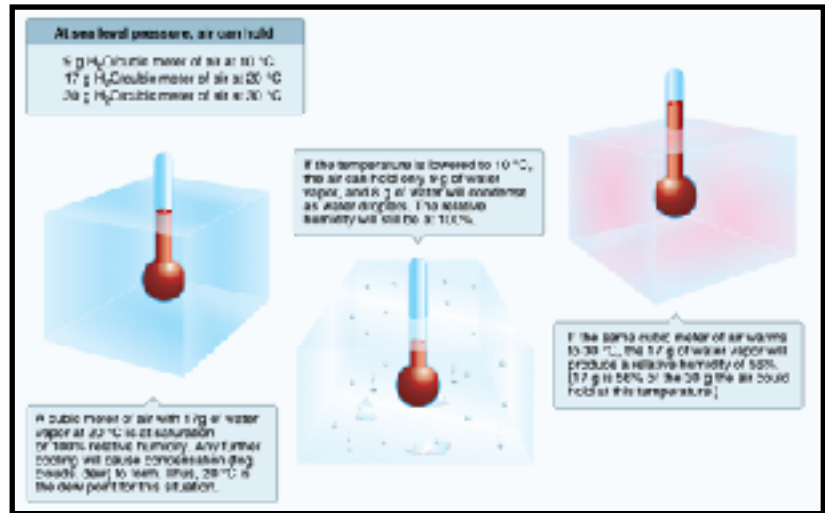 At sea level pressure, air can hold
g H2O/cubic meter of air at 10 °C
17 g H2O/cubic meter of air at 20 °C
g H2O/cubic meter of air at 30 °C
If the temperature is lowered to 10 °C,
the air can hold only 9 g of water
vapor, and 8 g of water will condense
as water droplets. The relative
humidity will still be at 100%.
If the same cubic meter of air warms
to 30 °C, the 17 g of water vapor will
produce a relative humidity of 56%.
(17 g is 56% of the 30 g the air could
hold at this temperature.)
A cubic meter of air with 17g of water
vapor at 20 °C is at saturation
or 100% relative humidity. Any further
cooling will cause condensation (fog,
clouds, dew) to form. Thus, 20 °C is
the dew point for this situation.